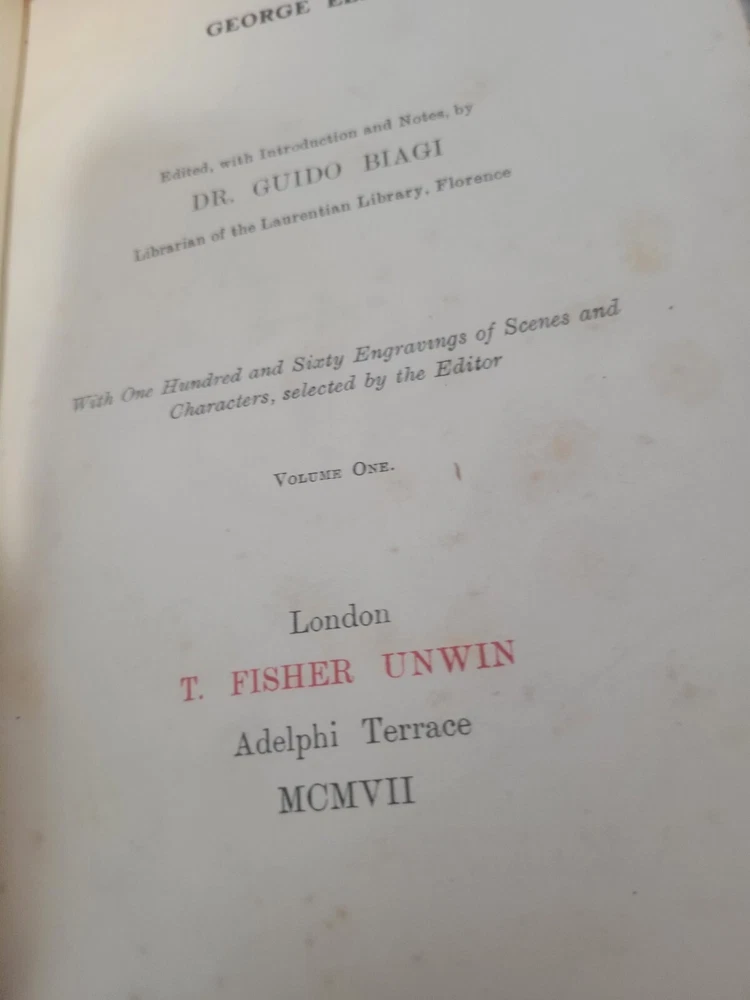 GEORGE
Edited, with Introduction and Notes, by
DR. GUIDO BIAGI
Librarian of the Laurentian Library, Florence
With One Hundred and Sixty Engravings of Scenes and
Characters, selected by the Editor
VOLUME ONE.
London
T. FISHER UNWIN
Adelphi Terrace
MCMVII